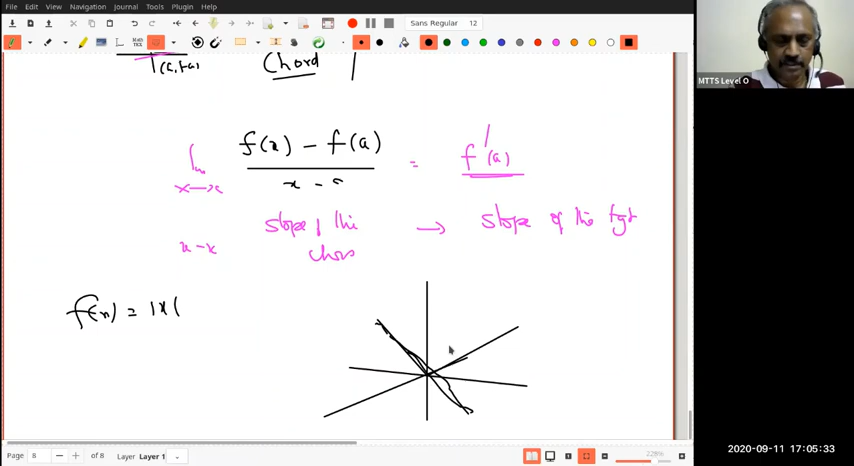 File Edit View Journal Tools Plugin Help
Sans Regular 12
(a, f(a))
Chord
lim
x → a
f(x) - f(a)
x - a
=
f'(a)
slope of the
chord
→
slope of the tgt
x → x
f(x) = |x|
MTTS Level O
2020-09-11 17:05:33
Page 8 of 8 Layer Layer 1 229%